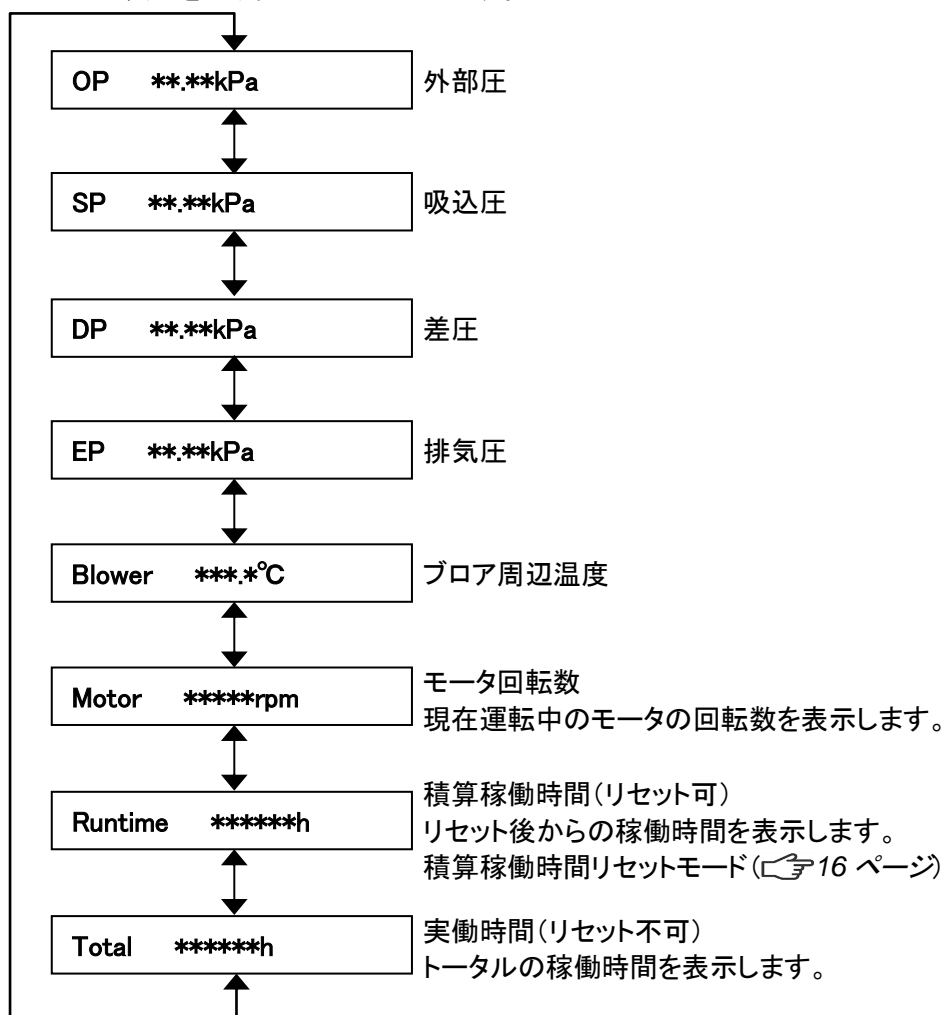 OP **.**kPa 外部圧
SP **.**kPa 吸込圧
DP **.**kPa 差圧
EP **.**kPa 排気圧
Blower ***.*℃ ブロア周辺温度
Motor *****rpm
モータ回転数
現在運転中のモータの回転数を表示します。
Runtime ******h
積算稼働時間(リセット可)
リセット後からの稼働時間を表示します。
積算稼働時間リセットモード(☞16 ページ)
Total ******h
実働時間(リセット不可)
トータルの稼働時間を表示します。